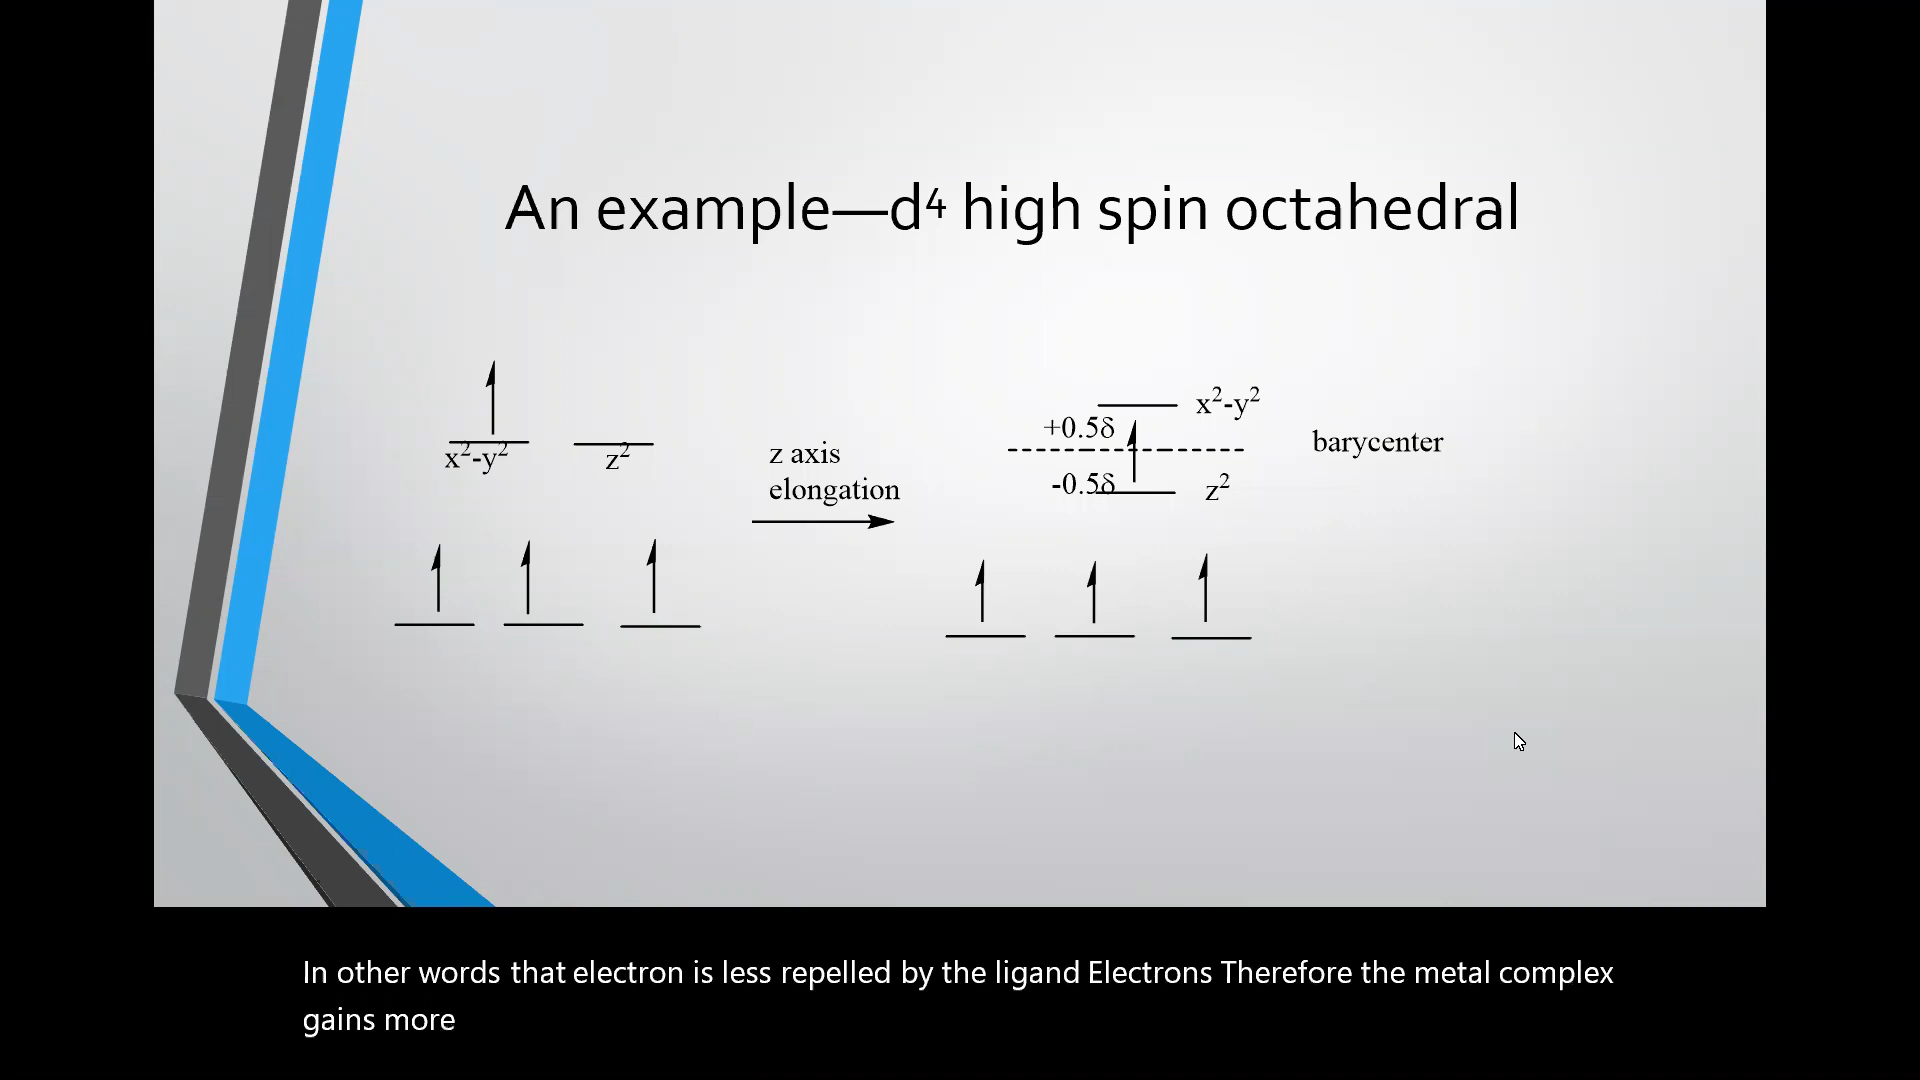 An example—d⁴ high spin octahedral
x²-y²
z²
z axis
elongation
x²-y²
+0.5δ
barycenter
-0.5δ
z²
In other words that electron is less repelled by the ligand Electrons Therefore the metal complex
gains more